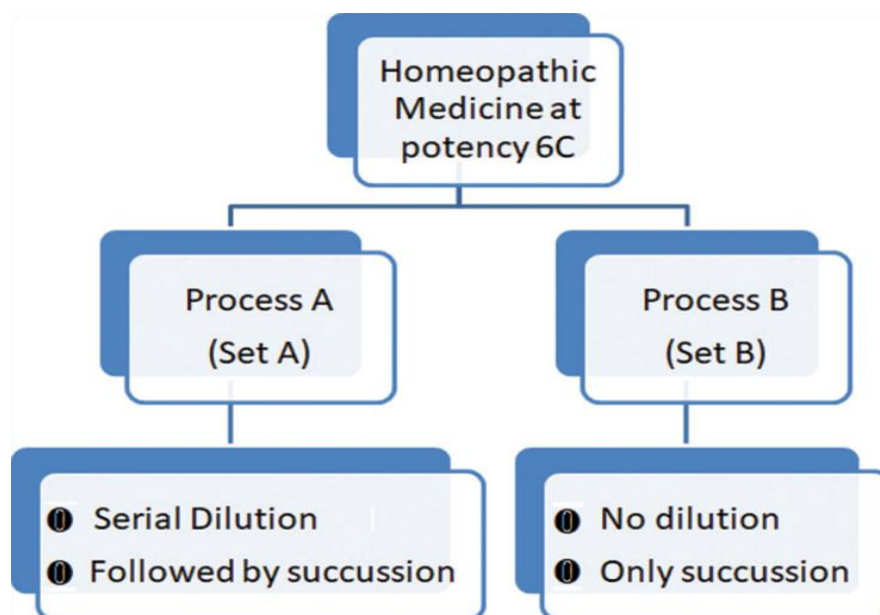 Homeopathic
Medicine at
potency 6C
Process A
(Set A)
Process B
(Set B)
Serial Dilution
Followed by succussion
No dilution
Only succussion